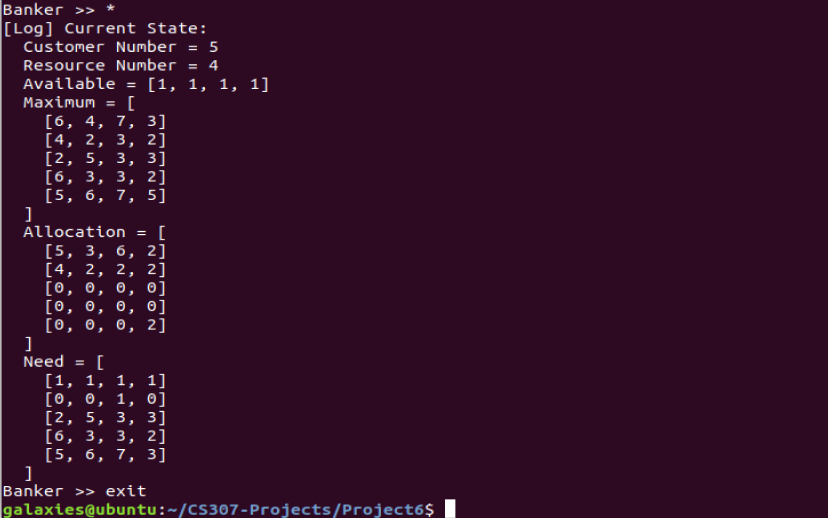 Banker >> *
[Log] Current State:
  Customer Number = 5
  Resource Number = 4
  Available = [1, 1, 1, 1]
  Maximum = [
    [6, 4, 7, 3]
    [4, 2, 3, 2]
    [2, 5, 3, 3]
    [6, 3, 3, 2]
    [5, 6, 7, 5]
  ]
  Allocation = [
    [5, 3, 6, 2]
    [4, 2, 2, 2]
    [0, 0, 0, 0]
    [0, 0, 0, 0]
    [0, 0, 0, 2]
  ]
  Need = [
    [1, 1, 1, 1]
    [0, 0, 1, 0]
    [2, 5, 3, 3]
    [6, 3, 3, 2]
    [5, 6, 7, 3]
  ]
Banker >> exit
galaxies@ubuntu:~/CS307-Projects/Project6$